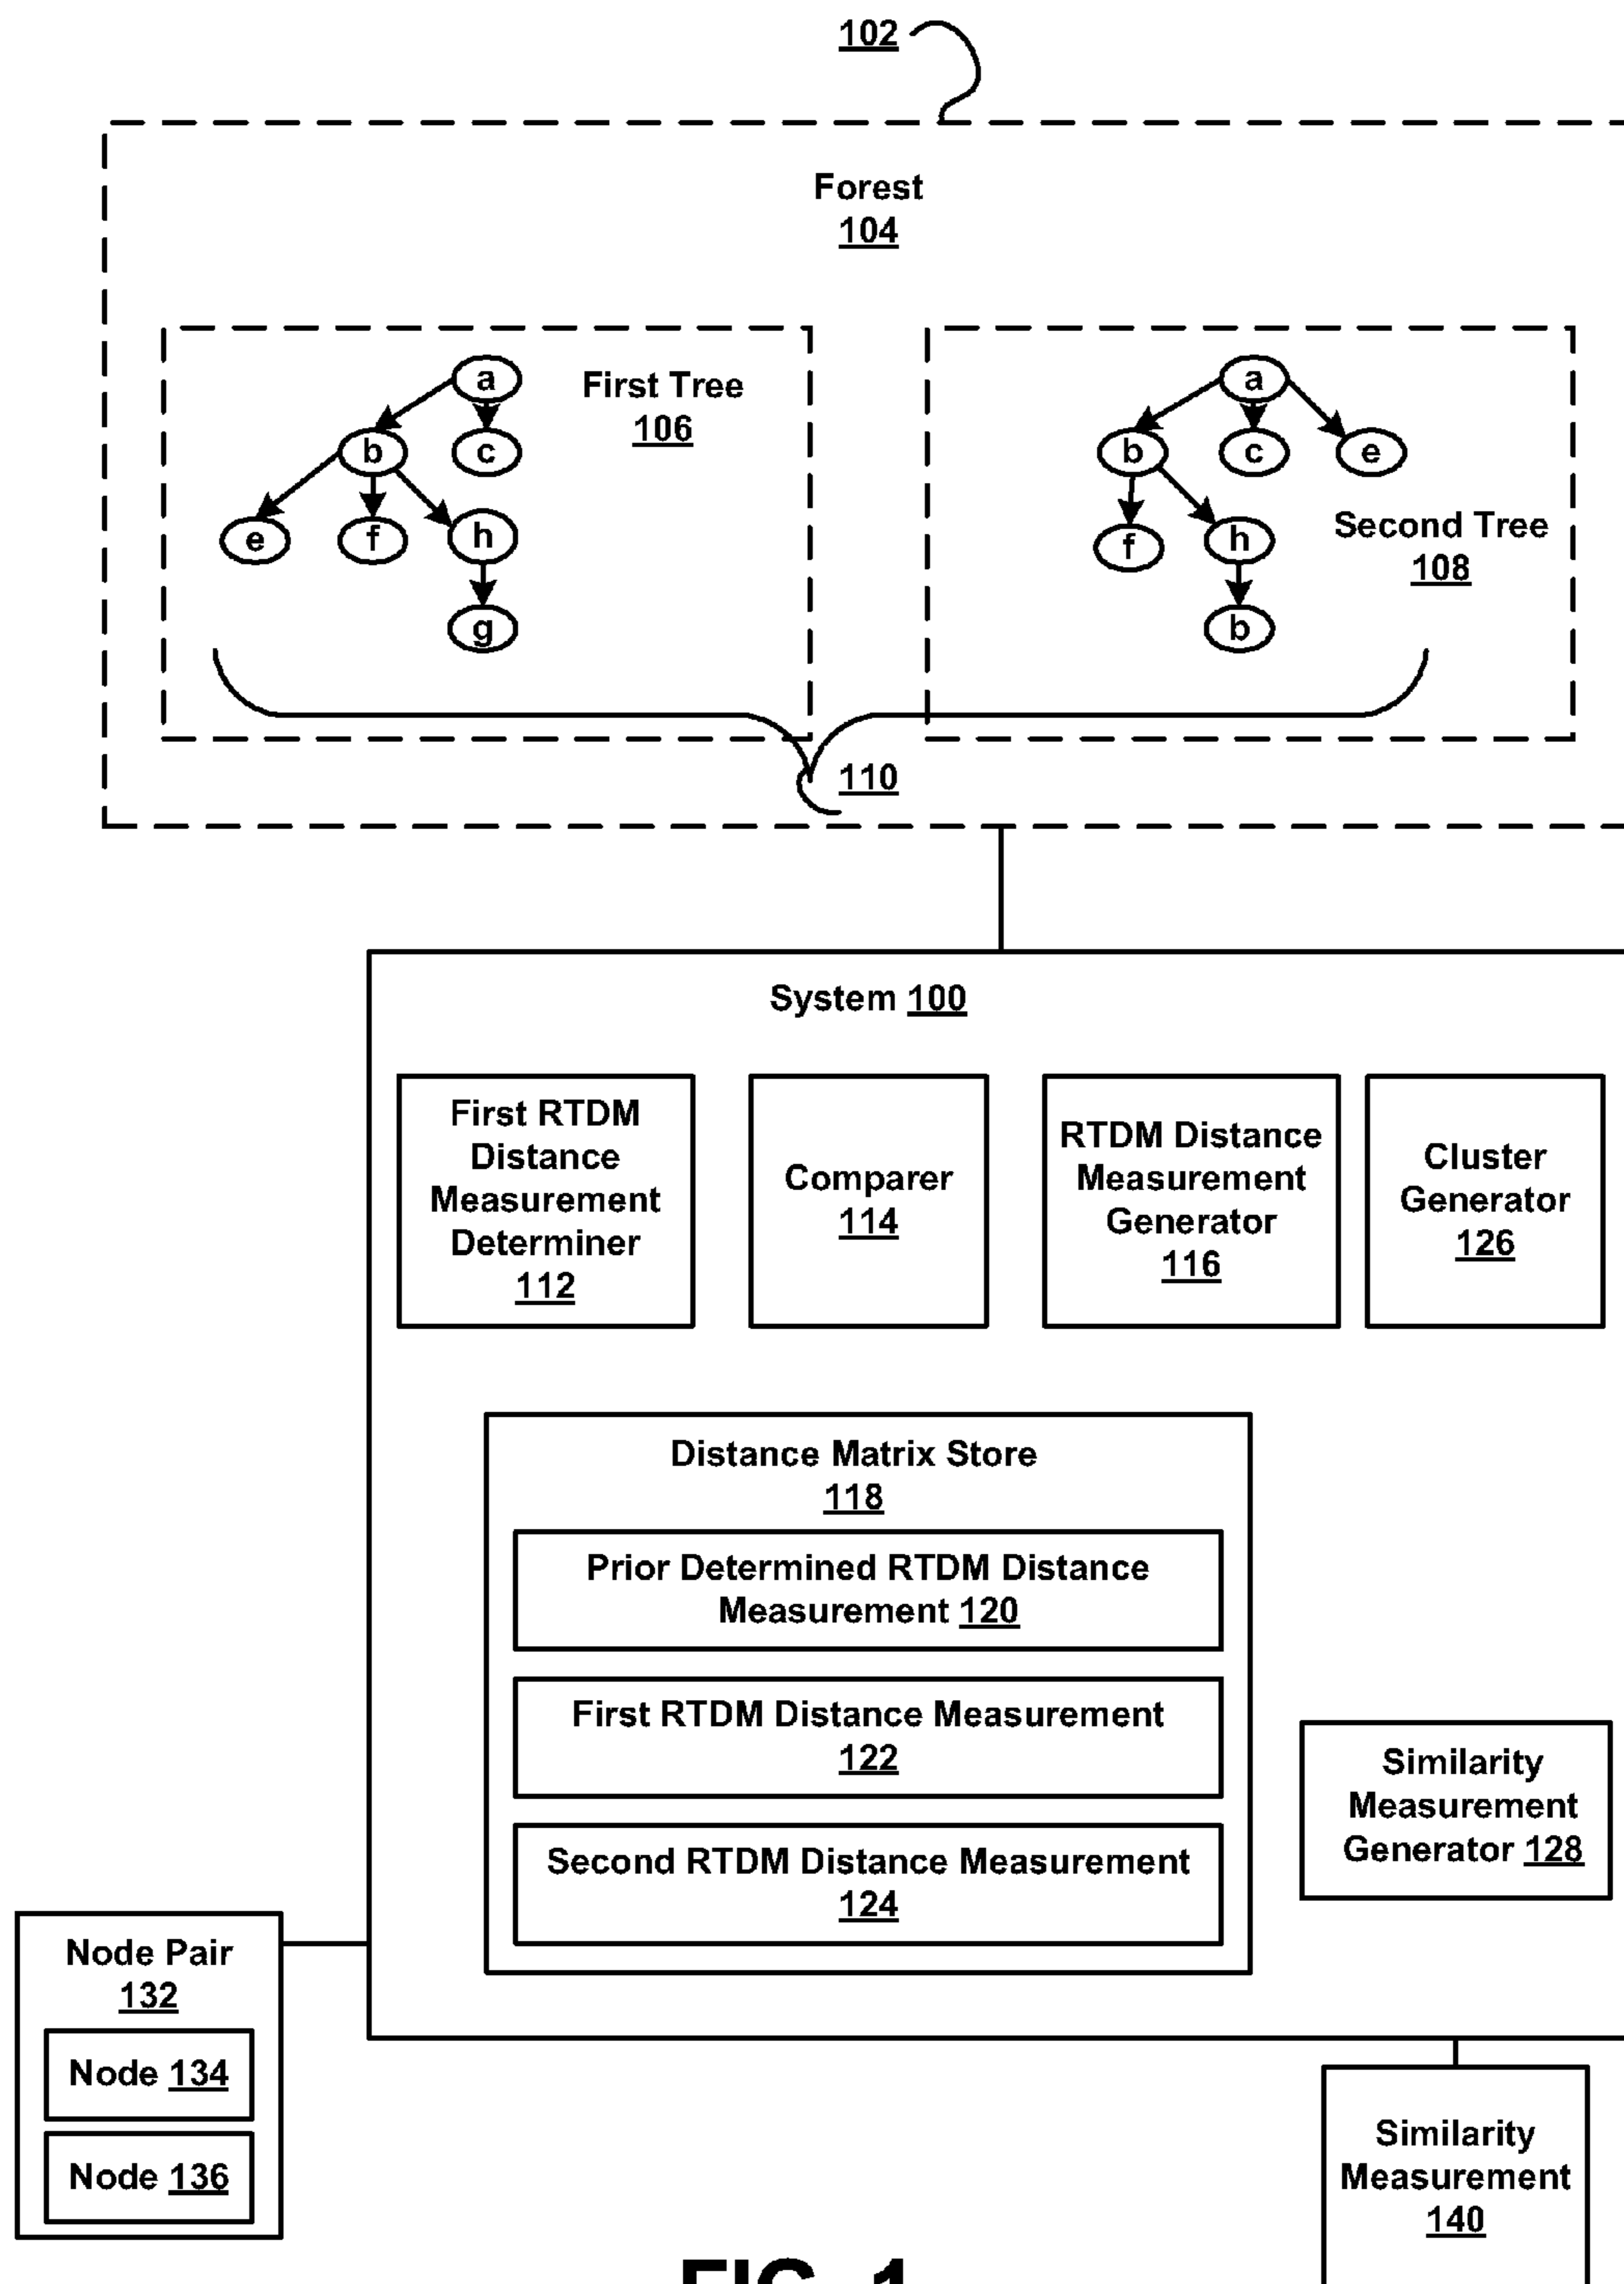 102
Forest
104
a
First Tree
106
b
c
e
f
h
g
a
b
c
e
Second Tree
108
f
h
b
110
System 100
First RTDM
Distance
Measurement
Determiner
112
Comparer
114
RTDM Distance
Measurement
Generator
116
Cluster
Generator
126
Distance Matrix Store
118
Prior Determined RTDM Distance
Measurement 120
First RTDM Distance Measurement
122
Second RTDM Distance Measurement
124
Similarity
Measurement
Generator 128
Node Pair
132
Node 134
Node 136
Similarity
Measurement
140
FIG. 1